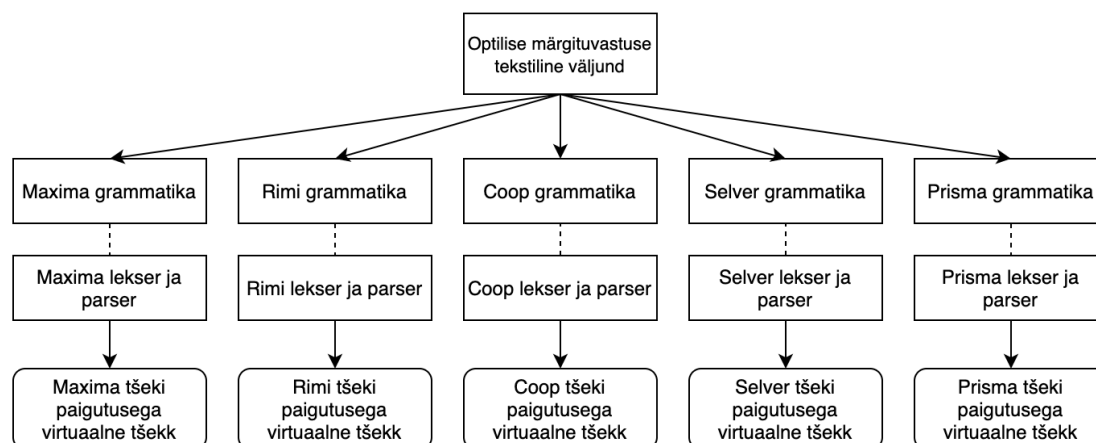 Optilise märgituvastuse
tekstiline väljund
Maxima grammatika
Rimi grammatika
Coop grammatika
Selver grammatika
Prisma grammatika
Maxima lekser ja
parser
Rimi lekser ja parser
Coop lekser ja parser
Selver lekser ja
parser
Prisma lekser ja
parser
Maxima tšeki
paigutusega
virtuaalne tšekk
Rimi tšeki
paigutusega
virtuaalne tšekk
Coop tšeki
paigutusega
virtuaalne tšekk
Selver tšeki
paigutusega
virtuaalne tšekk
Prisma tšeki
paigutusega
virtuaalne tšekk